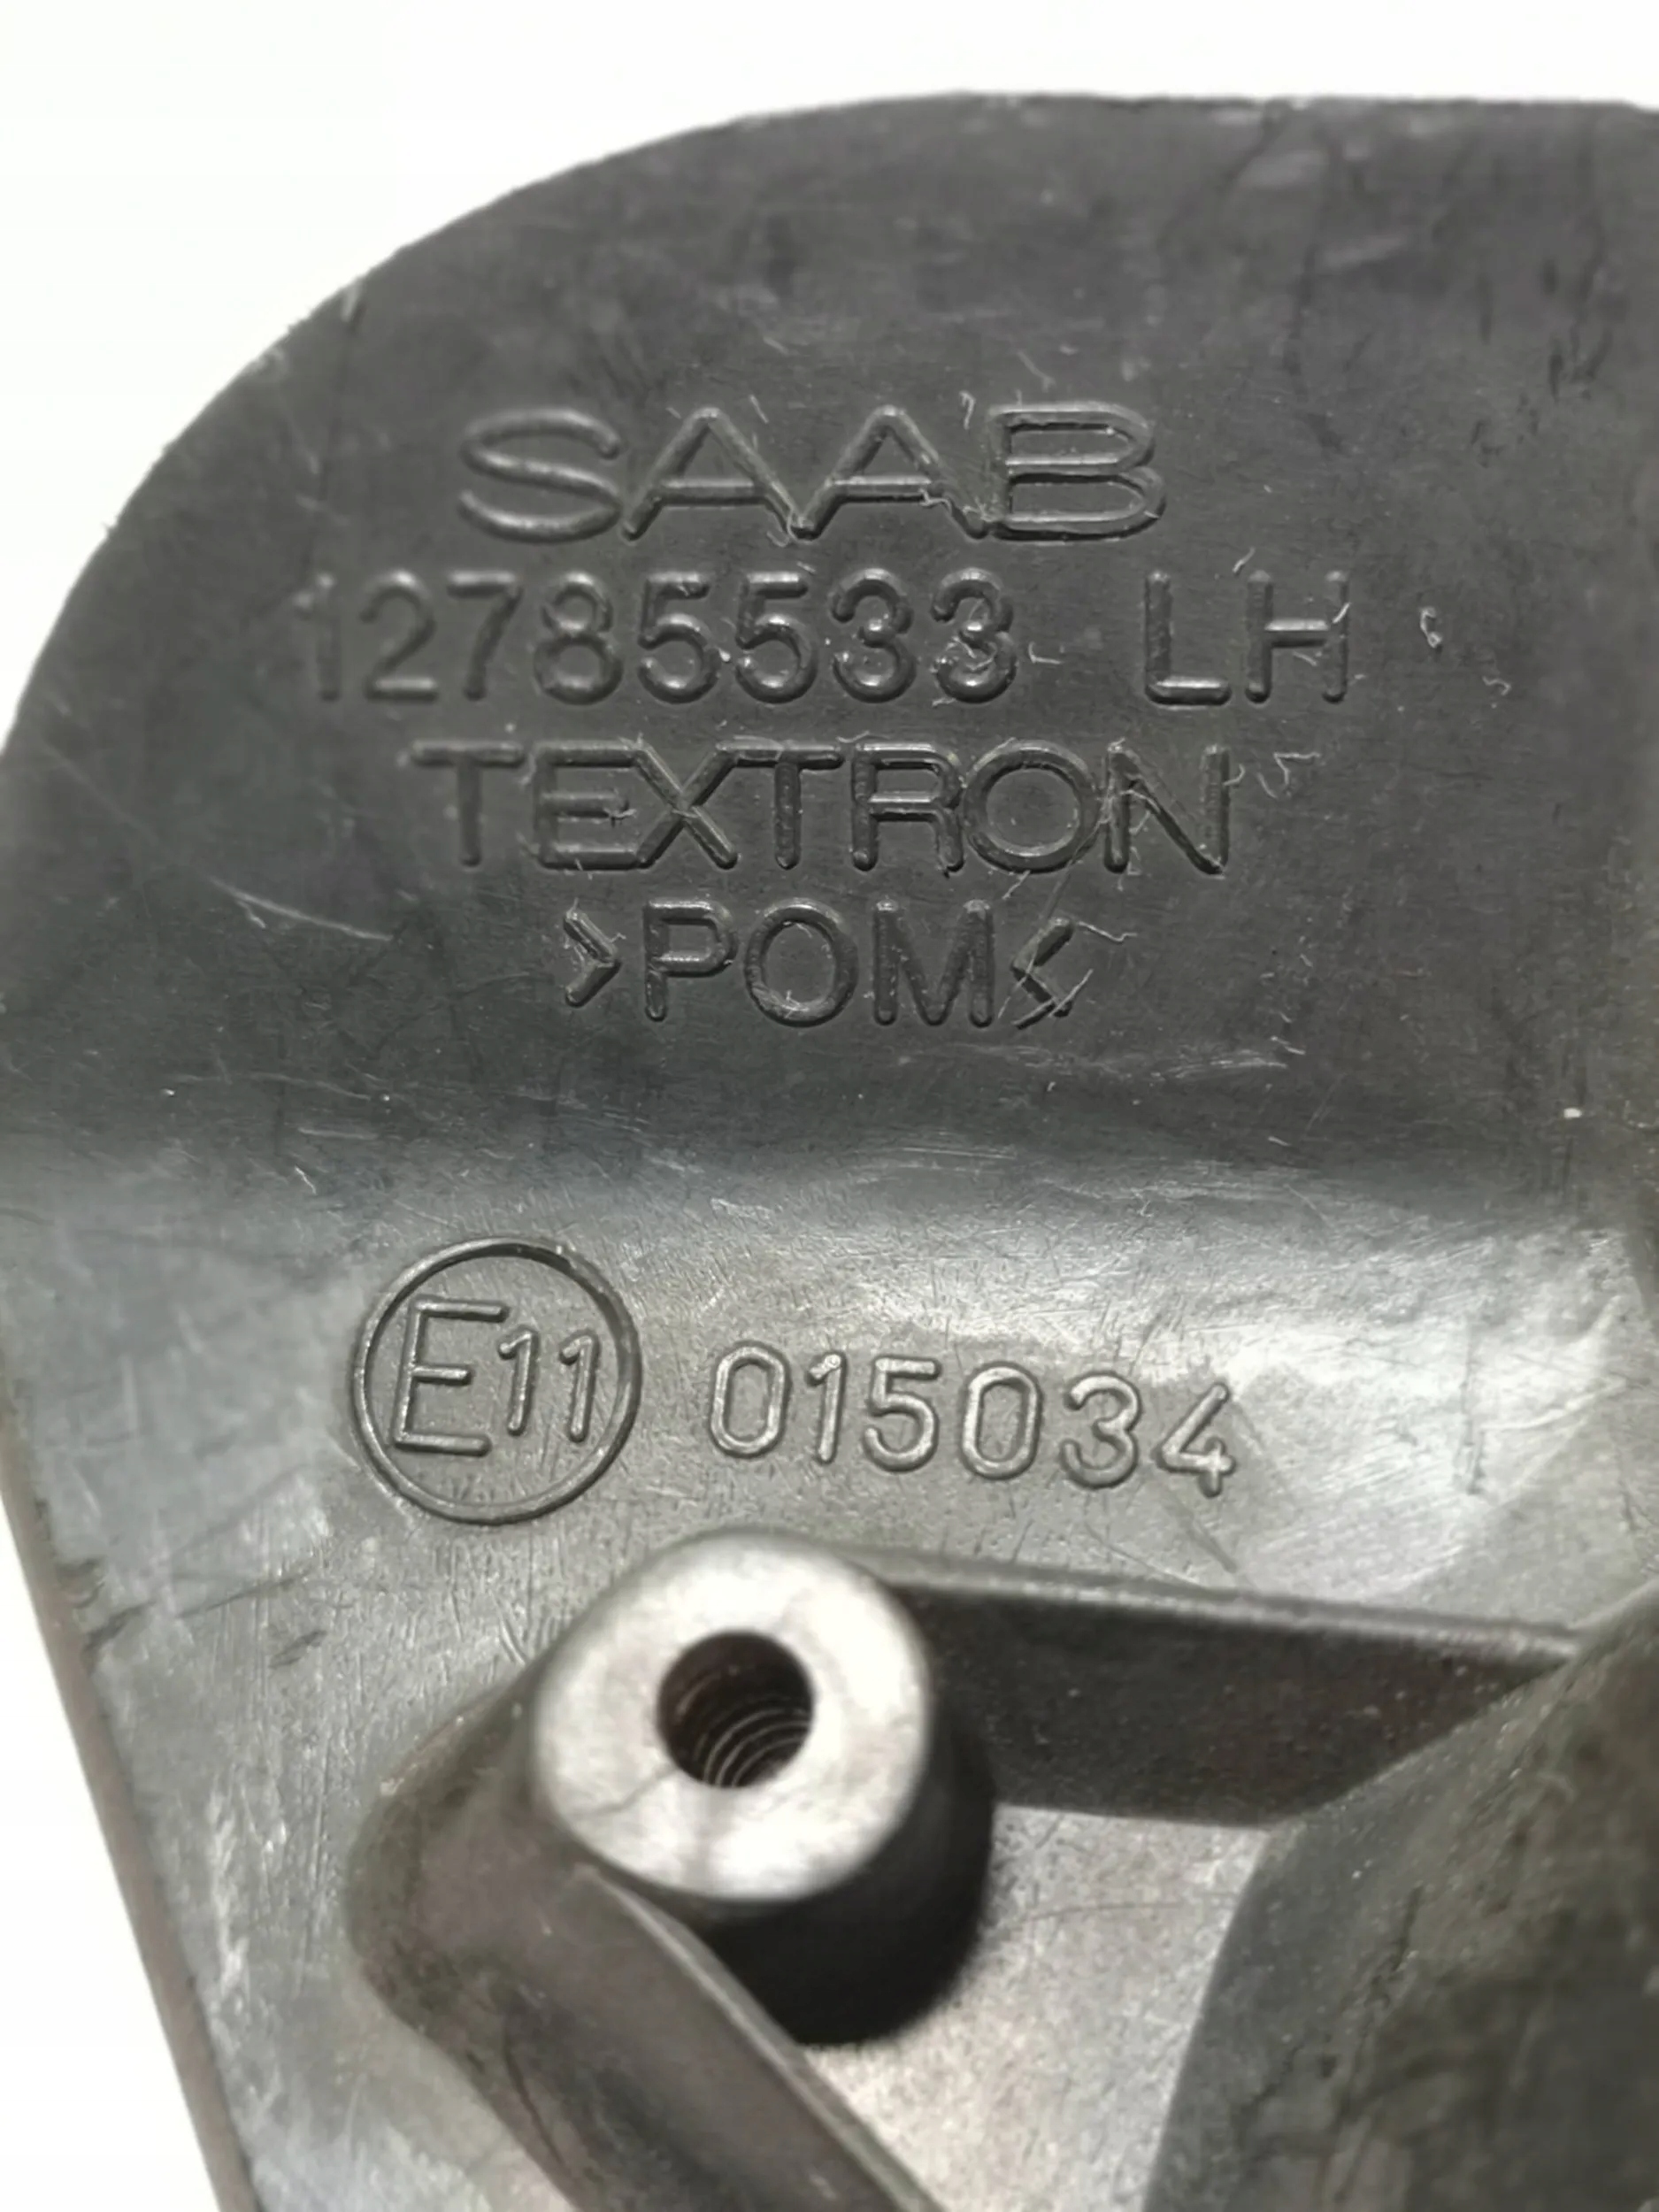 SAAB
12785533 LH
TEXTRON
>POM<
E11 015034